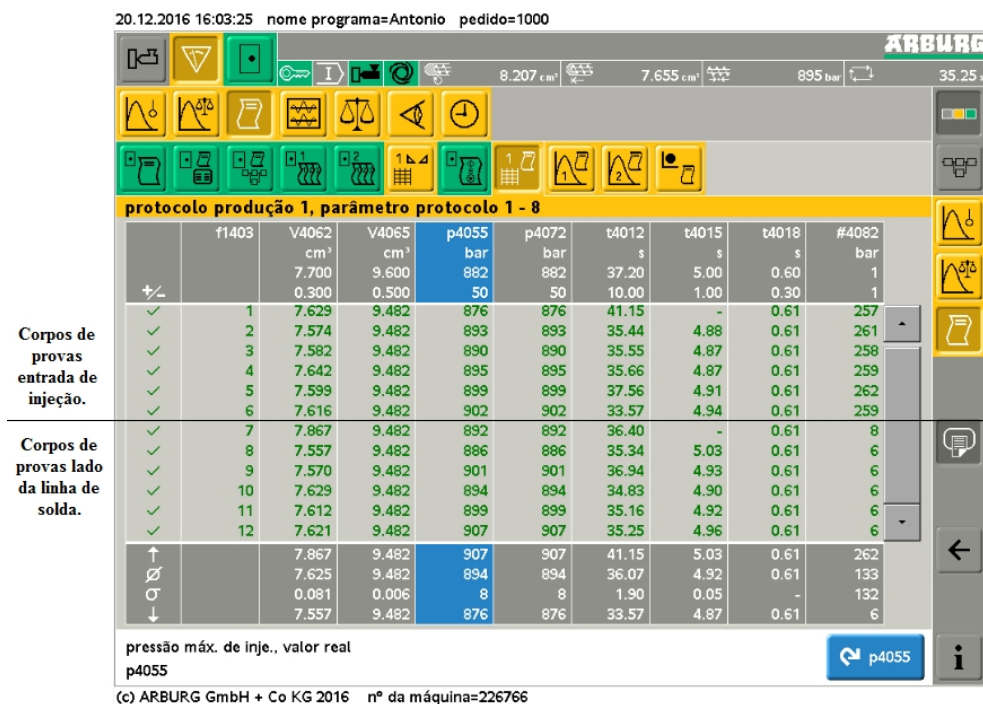 20.12.2016 16:03:25 nome programa=Antonio pedido=1000
ARBURG
8.207 cm³ 7.655 cm³ 895 bar 35.25 s
protocolo produção 1, parâmetro protocolo 1 - 8
f1403 V4062 V4065 p4055 p4072 t4012 t4015 t4018 #4082
cm³ cm³ bar bar s s s bar
7.700 9.600 882 882 37.20 5.00 0.60 1
+/- 0.300 0.500 50 50 10.00 1.00 0.30 1
✓ 1 7.629 9.482 876 876 41.15 - 0.61 257
✓ 2 7.574 9.482 893 893 35.44 4.88 0.61 261
✓ 3 7.582 9.482 890 890 35.55 4.87 0.61 258
✓ 4 7.642 9.482 895 895 35.66 4.87 0.61 259
✓ 5 7.599 9.482 899 899 37.56 4.91 0.61 262
✓ 6 7.616 9.482 902 902 33.57 4.94 0.61 259
✓ 7 7.867 9.482 892 892 36.40 - 0.61 8
✓ 8 7.557 9.482 886 886 35.34 5.03 0.61 6
✓ 9 7.570 9.482 901 901 36.94 4.93 0.61 6
✓ 10 7.629 9.482 894 894 34.83 4.90 0.61 6
✓ 11 7.612 9.482 899 899 35.16 4.92 0.61 6
✓ 12 7.621 9.482 907 907 35.25 4.96 0.61 6
↑ 7.867 9.482 907 907 41.15 5.03 0.61 262
Ø 7.625 9.482 894 894 36.07 4.92 0.61 133
σ 0.081 0.006 8 8 1.90 0.05 - 132
↓ 7.557 9.482 876 876 33.57 4.87 0.61 6
Corpos de
provas
entrada de
injeção.
Corpos de
provas lado
da linha de
solda.
pressão máx. de inje., valor real
p4055
p4055
(c) ARBURG GmbH + Co KG 2016 nº da máquina=226766